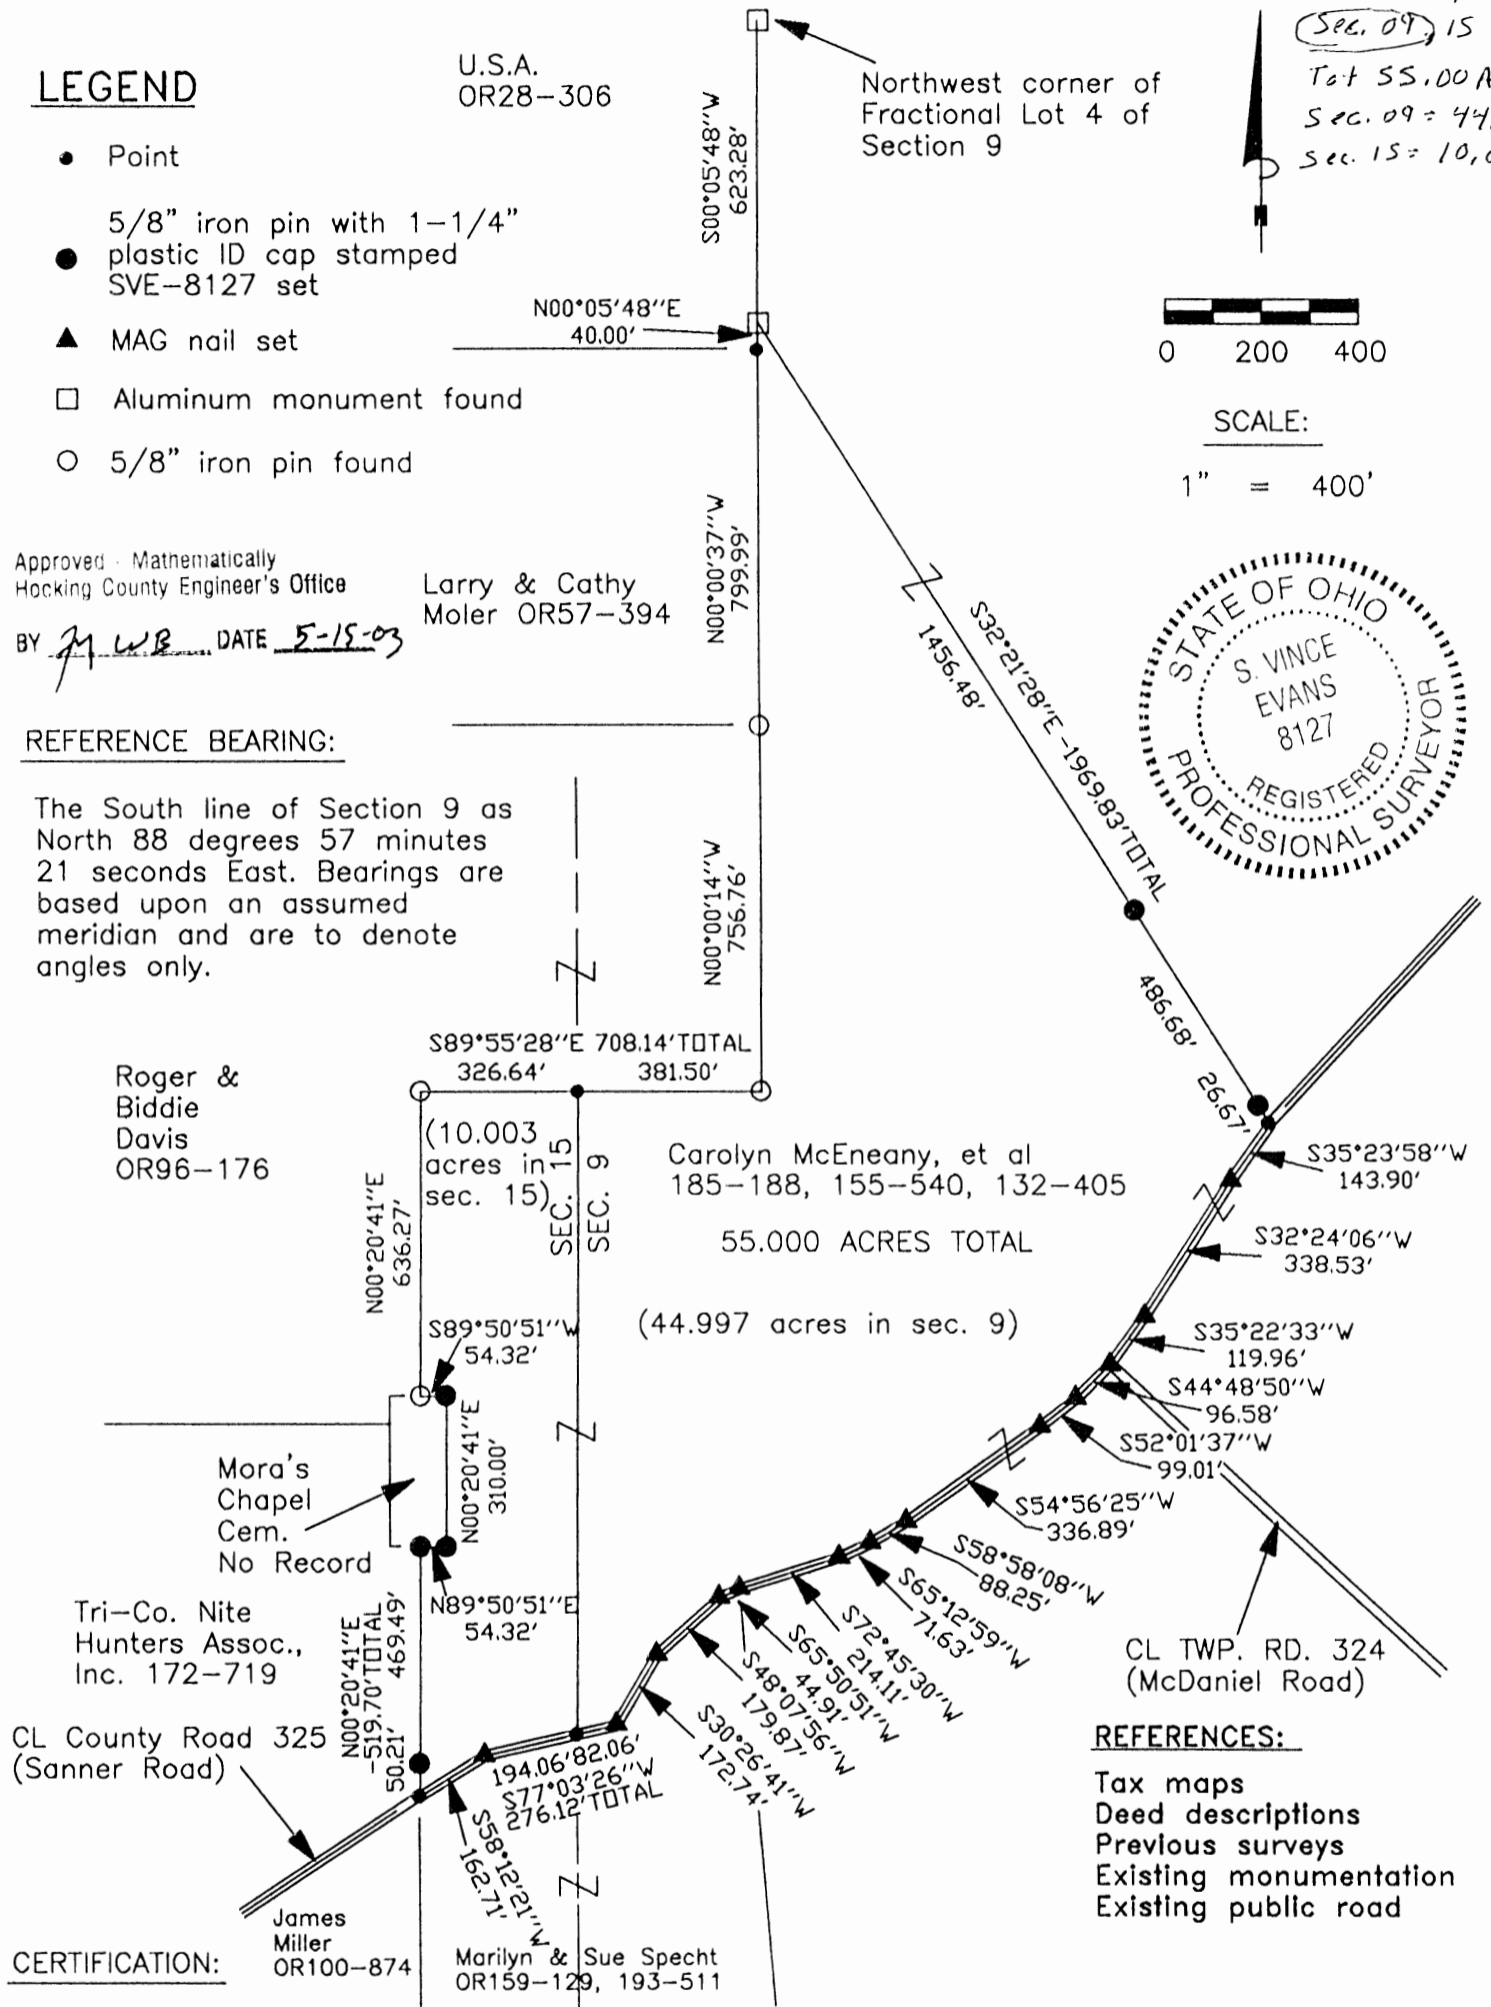 Sec. 09, 15
Tot 55.00 A
Sec. 09 = 44.
Sec. 15 = 10.0
LEGEND
Point
5/8" iron pin with 1-1/4"
plastic ID cap stamped
SVE-8127 set
MAG nail set
Aluminum monument found
5/8" iron pin found
U.S.A.
OR28-306
S00°05'48"W
623.28'
Northwest corner of
Fractional Lot 4 of
Section 9
N00°05'48"E
40.00'
0 200 400
SCALE:
1" = 400'
Approved - Mathematically
Hocking County Engineer's Office
BY DATE 5-15-03
Larry & Cathy
Moler OR57-394
N00°00'37"W
799.99'
S32°21'28"E -1969.83'TOTAL
1456.48'
STATE OF OHIO
S. VINCE
EVANS
8127
REGISTERED
PROFESSIONAL SURVEYOR
REFERENCE BEARING:
The South line of Section 9 as
North 88 degrees 57 minutes
21 seconds East. Bearings are
based upon an assumed
meridian and are to denote
angles only.
N00°00'14"W
756.76'
486.68'
26.67'
S89°55'28"E 708.14'TOTAL
326.64' 381.50'
Roger &
Biddie
Davis
OR96-176
(10.003
acres in
sec. 15)
SEC. 15
SEC. 9
Carolyn McEneany, et al
185-188, 155-540, 132-405
55.000 ACRES TOTAL
(44.997 acres in sec. 9)
N00°20'41"E
636.27'
S89°50'51"W
54.32'
N00°20'41"E
310.00'
Mora's
Chapel
Cem.
No Record
N89°50'51"E
54.32'
Tri-Co. Nite
Hunters Assoc.,
Inc. 172-719
N00°20'41"E
-519.70'TOTAL
50.21' 469.49'
CL County Road 325
(Sanner Road)
S35°23'58"W
143.90'
S32°24'06"W
338.53'
S35°22'33"W
119.96'
S44°48'50"W
96.58'
S52°01'37"W
99.01'
S54°56'25"W
336.89'
S58°58'08"W
88.25'
S65°12'59"W
71.63'
S72°45'30"W
214.11'
S65°50'51"W
44.91'
S48°07'56"W
179.87'
S30°26'41"W
172.74'
194.06'82.06'
S77°03'26"W
276.12'TOTAL
S58°12'21"W
162.71'
CL TWP. RD. 324
(McDaniel Road)
REFERENCES:
Tax maps
Deed descriptions
Previous surveys
Existing monumentation
Existing public road
James
Miller
OR100-874
Marilyn & Sue Specht
OR159-129, 193-511
CERTIFICATION: